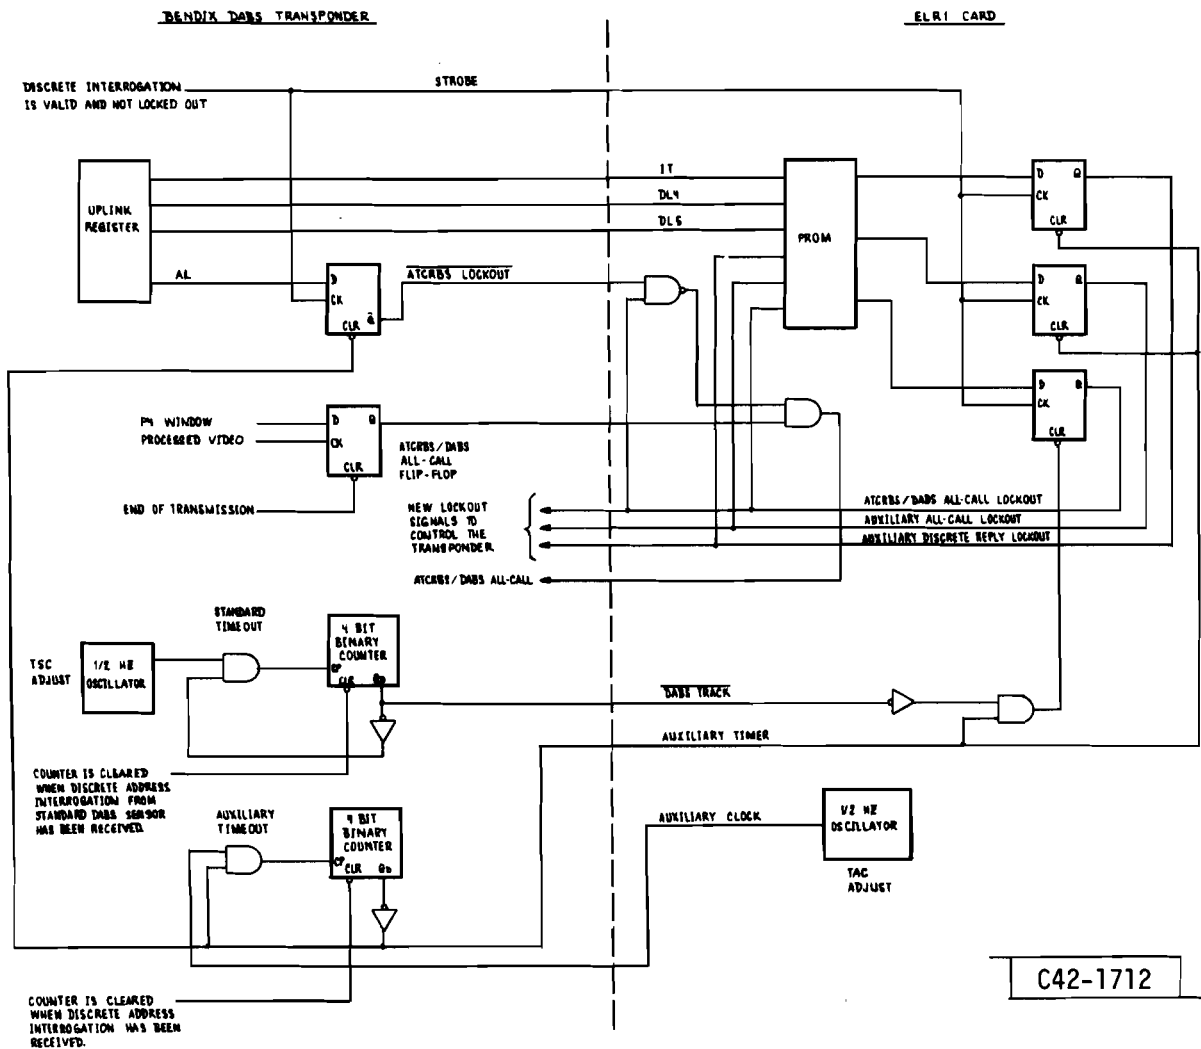 BENDIX DABS TRANSPONDER
ELR1 CARD
DISCRETE INTERROGATION
IS VALID AND NOT LOCKED OUT
STROBE
UPLINK
REGISTER
IT
DL4
DL5
AL
PROM
D
Q
CK
CLR
D
Q
CK
CLR
D
Q
CK
CLR
D
CK
CLR
Q
ATCRBS LOCKOUT
P4 WINDOW
PROCESSED VIDEO
D
Q
CK
CLR
ATCRBS/DABS
ALL-CALL
FLIP-FLOP
END OF TRANSMISSION
NEW LOCKOUT
SIGNALS TO
CONTROL THE
TRANSPONDER
ATCRBS/DABS ALL-CALL LOCKOUT
AUXILIARY ALL-CALL LOCKOUT
AUXILIARY DISCRETE REPLY LOCKOUT
ATCRBS/DABS ALL-CALL
STANDARD
TIMEOUT
4 BIT
BINARY
COUNTER
CP
CLR
QD
TSC
ADJUST
1/2 HZ
OSCILLATOR
DABS TRACK
AUXILIARY TIMER
COUNTER IS CLEARED
WHEN DISCRETE ADDRESS
INTERROGATION FROM
STANDARD DABS SENSOR
HAS BEEN RECEIVED.
AUXILIARY
TIMEOUT
4 BIT
BINARY
COUNTER
CP
CLR
QD
AUXILIARY CLOCK
1/2 HZ
OSCILLATOR
TAC
ADJUST
COUNTER IS CLEARED
WHEN DISCRETE ADDRESS
INTERROGATION HAS BEEN
RECEIVED.
C42-1712